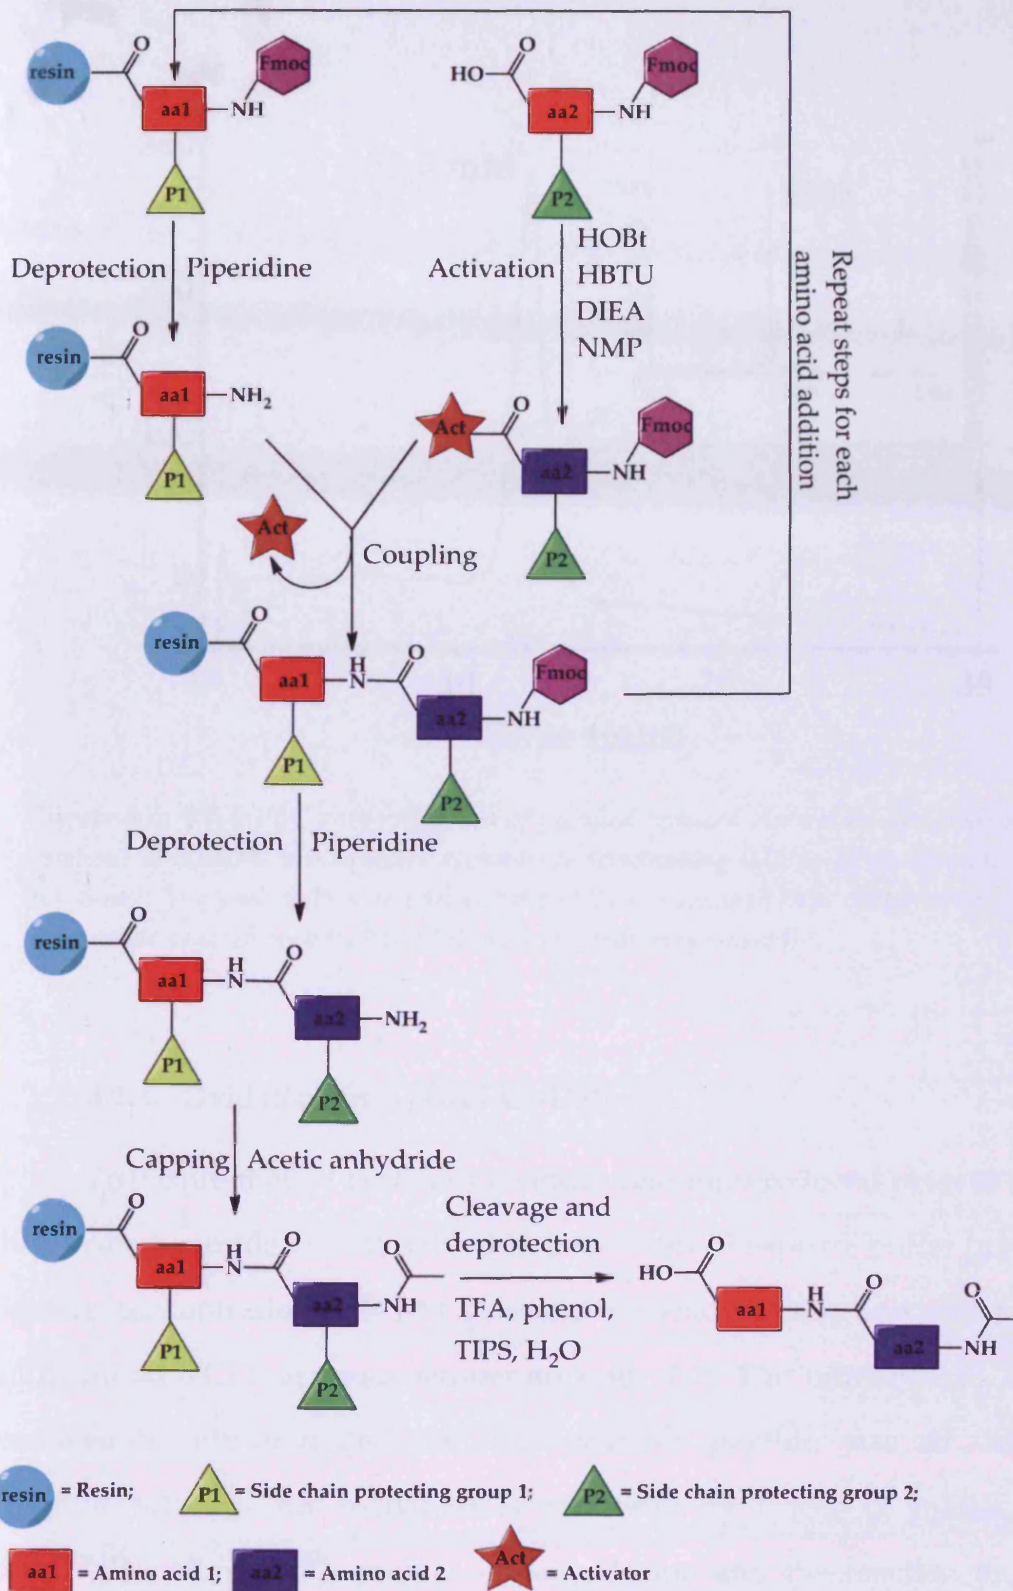 O
O
resin
Fmoc
HO
Fmoc
aa1
NH
aa2
NH
P1
P2
Deprotection
Piperidine
Activation
HOBt
HBTU
DIEA
NMP
Repeat steps for each
amino acid addition
O
resin
aa1
NH2
P1
O
Act
Fmoc
aa2
NH
P2
Act
Coupling
O
resin
H
N
O
Fmoc
aa1
aa2
NH
P1
P2
Deprotection
Piperidine
O
resin
H
N
O
aa1
aa2
NH2
P1
P2
Capping
Acetic anhydride
O
resin
H
N
O
O
aa1
aa2
NH
P1
P2
Cleavage and
deprotection
TFA, phenol,
TIPS, H2O
O
HO
aa1
H
N
O
O
aa2
NH
resin = Resin; P1 = Side chain protecting group 1; P2 = Side chain protecting group 2;
aa1 = Amino acid 1; aa2 = Amino acid 2 Act = Activator